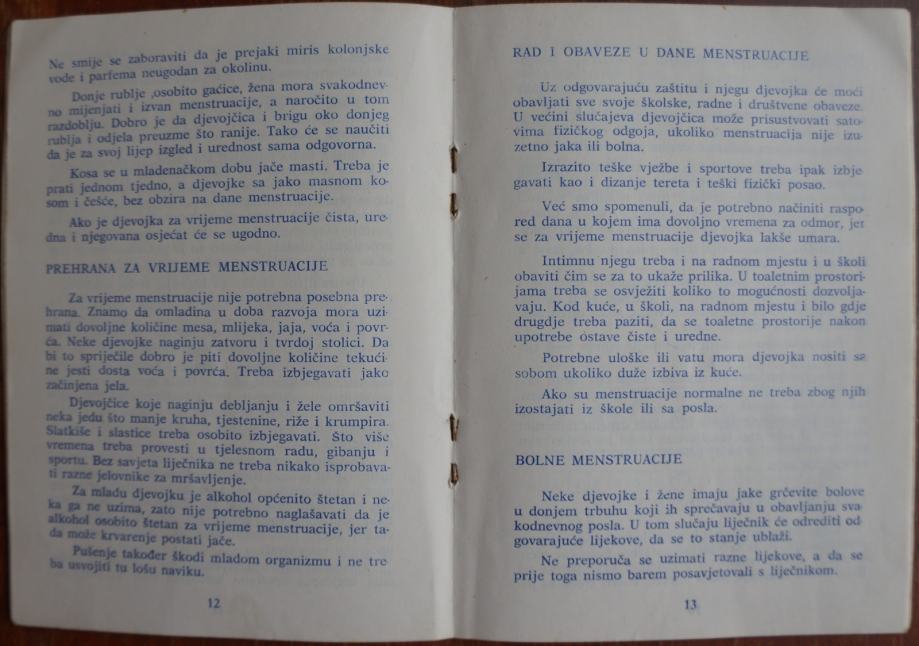 Ne smije se zaboraviti da je prejaki miris kolonjske
vode i parfema neugodan za okolinu.
Donje rublje ,osobito gaćice, žena mora svakodnev-
no mijenjati i izvan menstruacije, a naročito u tom
razdoblju. Dobro je da djevojčica i brigu oko donjeg
rublja i odjela preuzme što ranije. Tako će se naučiti
da je za svoj lijep izgled i urednost sama odgovorna.
Kosa se u mladenačkom dobu jače masti. Treba je
prati jednom tjedno, a djevojke sa jako masnom ko-
som i češće, bez obzira na dane menstruacije.
Ako je djevojka za vrijeme menstruacije čista, ure-
dna i njegovana osjećat će se ugodno.
PREHRANA ZA VRIJEME MENSTRUACIJE
Za vrijeme menstruacije nije potrebna posebna pre-
hrana. Znamo da omladina u doba razvoja mora uzi-
mati dovoljne količine mesa, mlijeka, jaja, voća i povr-
ća. Neke djevojke naginju zatvoru i tvrdoj stolici. Da
bi to spriječile dobro je piti dovoljne količine tekući-
ne jesti dosta voća i povrća. Treba izbjegavati jako
začinjena jela.
Djevojčice koje naginju debljanju i žele omršaviti
neka jedu što manje kruha, tjestenine, riže i krumpira.
Slatkiše i slastice treba osobito izbjegavati. Što više
vremena treba provesti u tjelesnom radu, gibanju i
sportu. Bez savjeta liječnika ne treba nikako isprobava-
ti razne jelovnike za mršavljenje.
Za mladu djevojku je alkohol općenito štetan i ne-
ka ga ne uzima, zato nije potrebno naglašavati da je
alkohol osobito štetan za vrijeme menstruacije, jer ta-
da može krvarenje postati jače.
Pušenje također škodi mladom organizmu i ne tre
ba usvojiti tu lošu naviku.
12
RAD I OBAVEZE U DANE MENSTRUACIJE
Uz odgovaraju zaštitu i njegu djevojka će moći
obavljati sve svoje školske, radne i društvene obaveze.
U većini slučajeva djevojčica može prisustvovati sato-
vima fizičkog odgoja, ukoliko menstruacija nije izu-
zetno jaka ili bolna.
Izrazito teške vježbe i sportove treba ipak izbje
gavati kao i dizanje tereta i teški fizički posao.
Već smo spomenuli, da je potrebno načiniti raspo-
red dana u kojem ima dovoljno vremena za odmor, jer
se za vrijeme menstruacije djevojka lakše umara.
Intimnu njegu treba i na radnom mjestu i u školi
obaviti čim se za to ukaže prilika. U toaletnim prostori-
jama treba se osvježiti koliko to mogućnosti dozvolja-
vaju. Kod kuće, u školi, na radnom mjestu i bilo gdje
drugdje treba paziti, da se toaletne prostorije nakon
upotrebe ostave čiste i uredne.
Potrebne uloške ili vatu mora djevojka nositi sa
sobom ukoliko duže izbiva iz kuće.
Ako su menstruacije normalne ne treba zbog njih
izostajati iz škole ili sa posla.
BOLNE MENSTRUACIJE
Neke djevojke i žene imaju jake grčevite bolove
u donjem trbuhu koji ih sprečavaju u obavljanju sva
kodnevnog posla. U tom slučaju liječnik će odrediti od
govarajuće lijekove, da se to stanje ublaži.
Ne preporuča se uzimati razne lijekove, a da se
prije toga nismo barem posavjetovali s liječnikom.
13